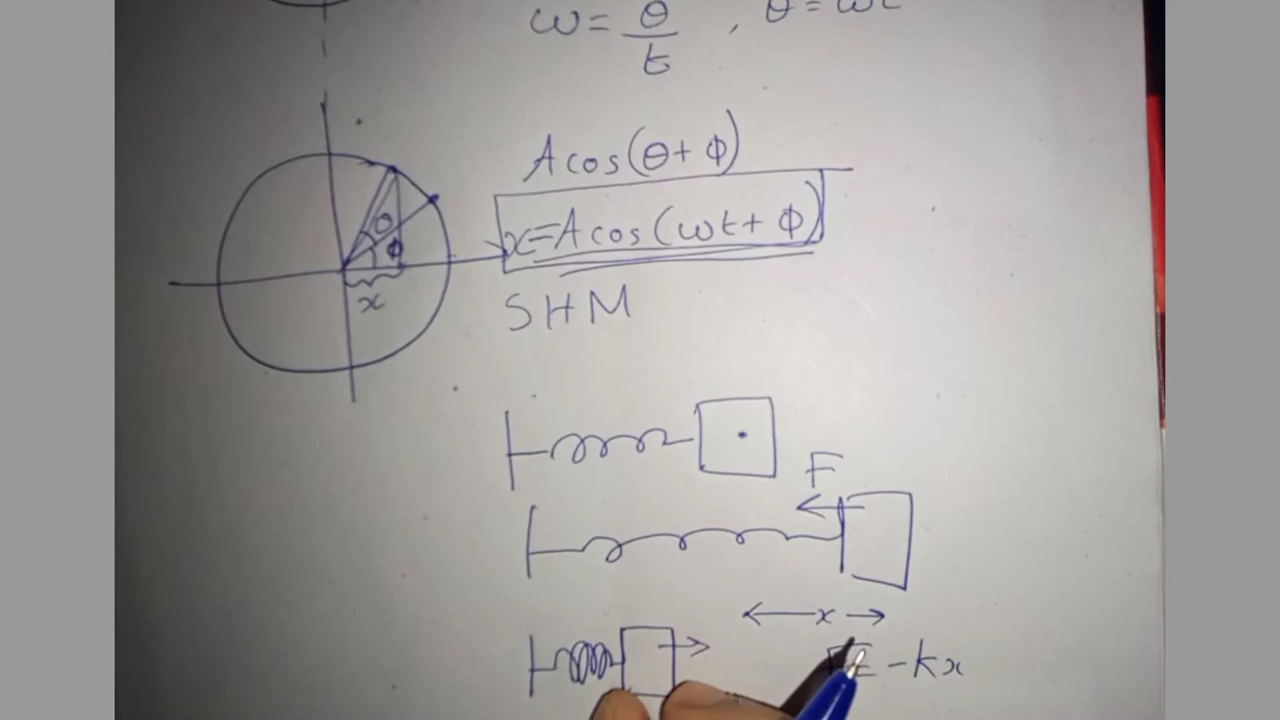 ω = θ/t , θ = ωt
A cos(θ + ϕ)
x = A cos(ωt + ϕ)
θ
ϕ
x
SHM
F
x
F = -kx